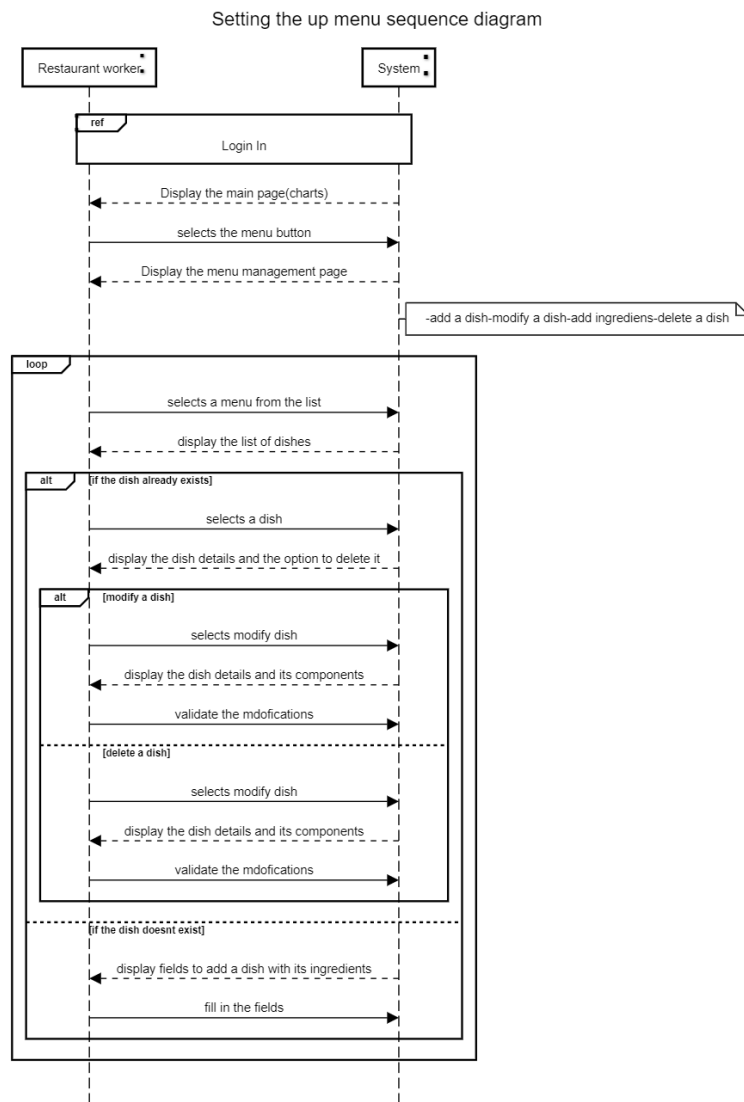 Setting the up menu sequence diagram
Restaurant worker
System
ref
Login In
Display the main page(charts)
selects the menu button
Display the menu management page
-add a dish-modify a dish-add ingrediens-delete a dish
loop
selects a menu from the list
display the list of dishes
alt
[if the dish already exists]
selects a dish
display the dish details and the option to delete it
alt
[modify a dish]
selects modify dish
display the dish details and its components
validate the mdofications
[delete a dish]
selects modify dish
display the dish details and its components
validate the mdofications
[if the dish doesnt exist]
display fields to add a dish with its ingredients
fill in the fields